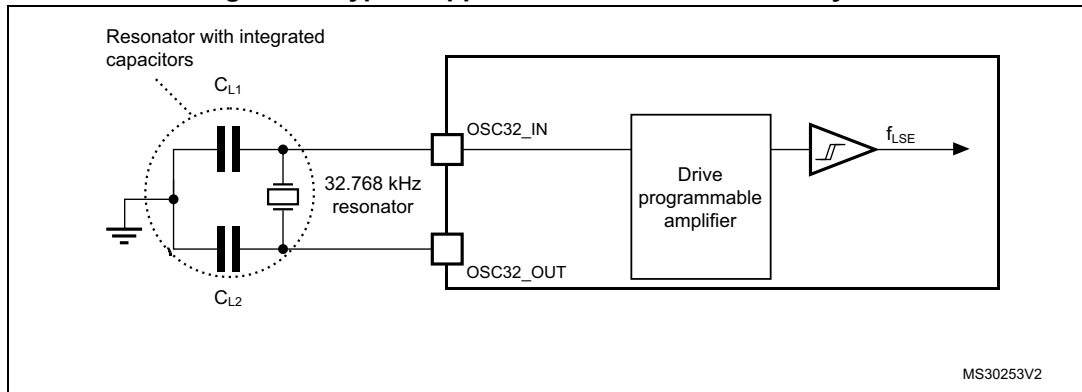 Resonator with integrated
capacitors
CL1
OSC32_IN
fLSE
32.768 kHz
resonator
Drive
programmable
amplifier
OSC32_OUT
CL2
MS30253V2